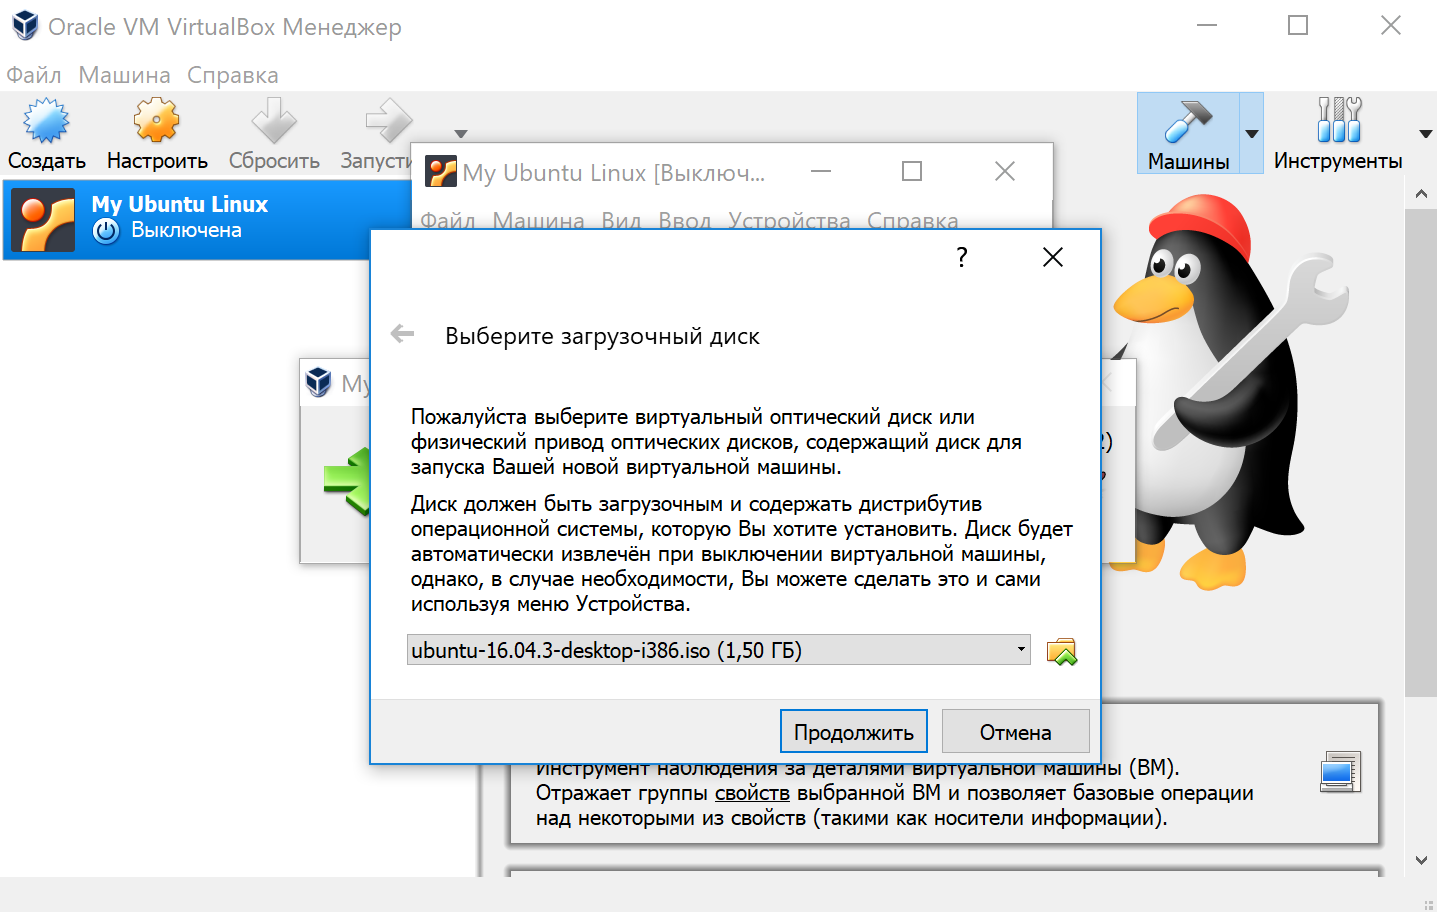 Oracle VM VirtualBox Менеджер
Файл Машина Справка
Создать Настроить Сбросить Машины Инструменты
My Ubuntu Linux
Выключена
My Ubuntu Linux [Выключ...
Файл Машина Вид Ввод Устройства Справка
?
Выберите загрузочный диск
My
Пожалуйста выберите виртуальный оптический диск или
физический привод оптических дисков, содержащий диск для
запуска Вашей новой виртуальной машины.
2)
Диск должен быть загрузочным и содержать дистрибутив
операционной системы, которую Вы хотите установить. Диск будет
автоматически извлечён при выключении виртуальной машины,
однако, в случае необходимости, Вы можете сделать это и сами
используя меню Устройства.
ubuntu-16.04.3-desktop-i386.iso (1,50 ГБ)
Продолжить Отмена
Инструмент наблюдения за деталями виртуальной машины (ВМ).
Отражает группы свойств выбранной ВМ и позволяет базовые операции
над некоторыми из свойств (такими как носители информации).